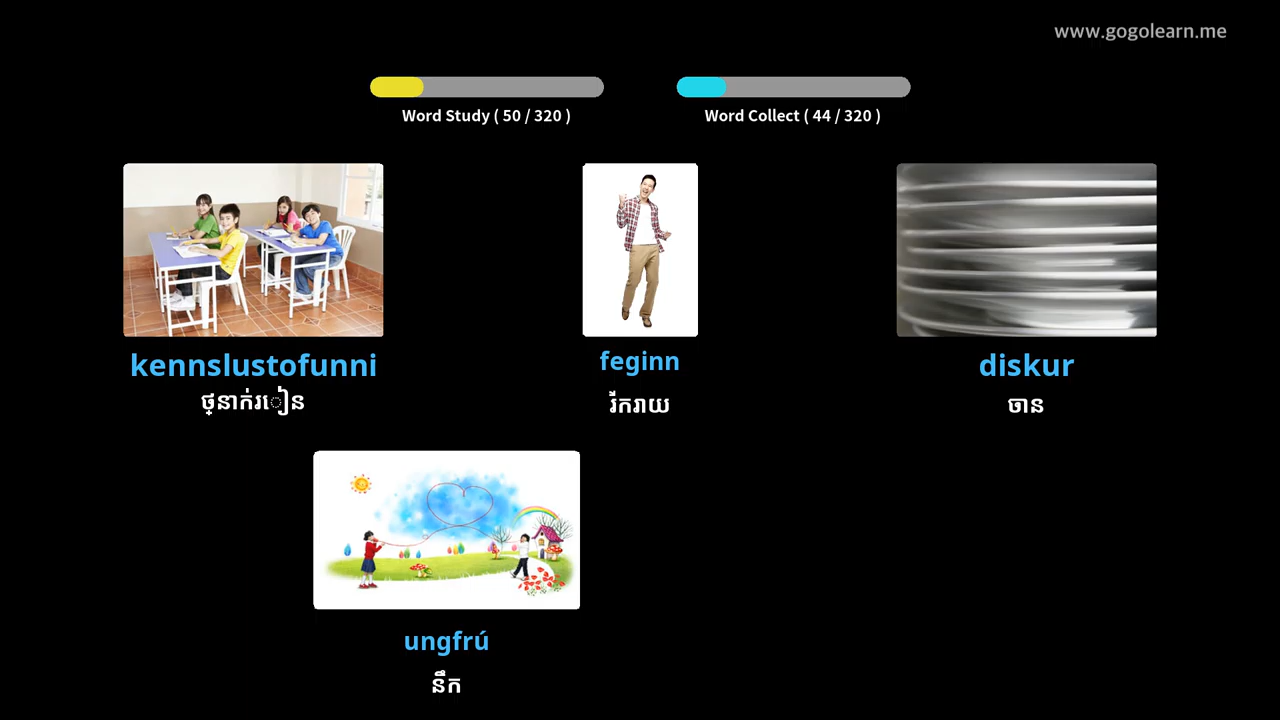 www.gogolearn.me
Word Study ( 50 / 320 )
Word Collect ( 44 / 320 )
kennslustofunni
feginn
diskur
ថ្នាក់រៀន
រីករាយ
ចាន
ungfrú
នឹក